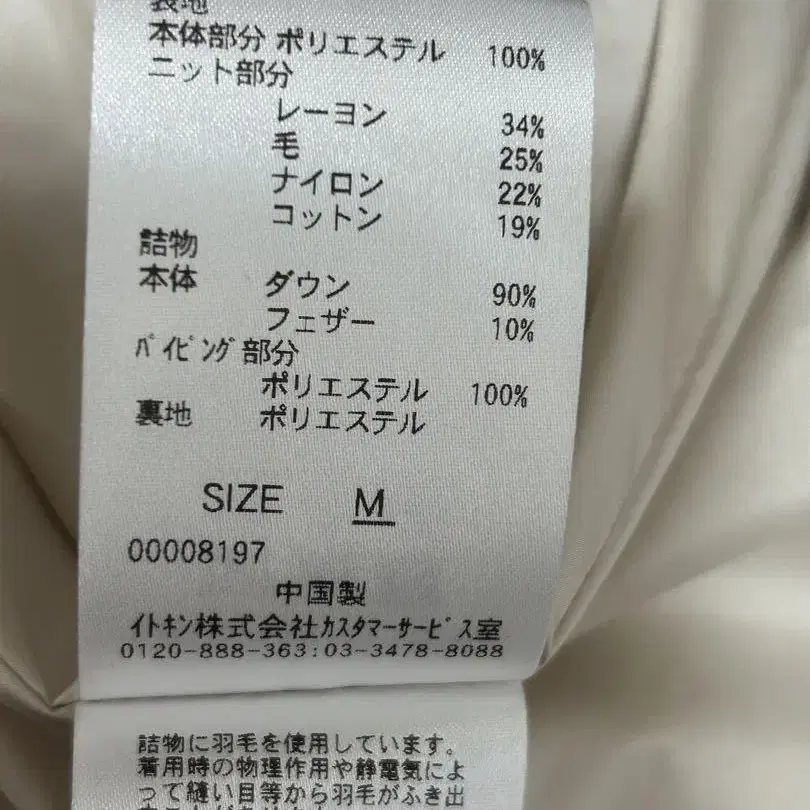 表地
本体部分 ポリエステル 100%
ニット部分
レーヨン 34%
毛 25%
ナイロン 22%
コットン 19%
詰物
本体 ダウン 90%
フェザー 10%
ﾊﾟｲﾋﾟﾝｸﾞ部分
ポリエステル 100%
裏地 ポリエステル
SIZE M
00008197
中国製
イトキン株式会社ｶｽﾀﾏｰｻｰﾋﾞｽ室
0120-888-363:03-3478-8088
詰物に羽毛を使用しています。
着用時の物理作用や静電気によ
って縫い目等から羽毛がふき出